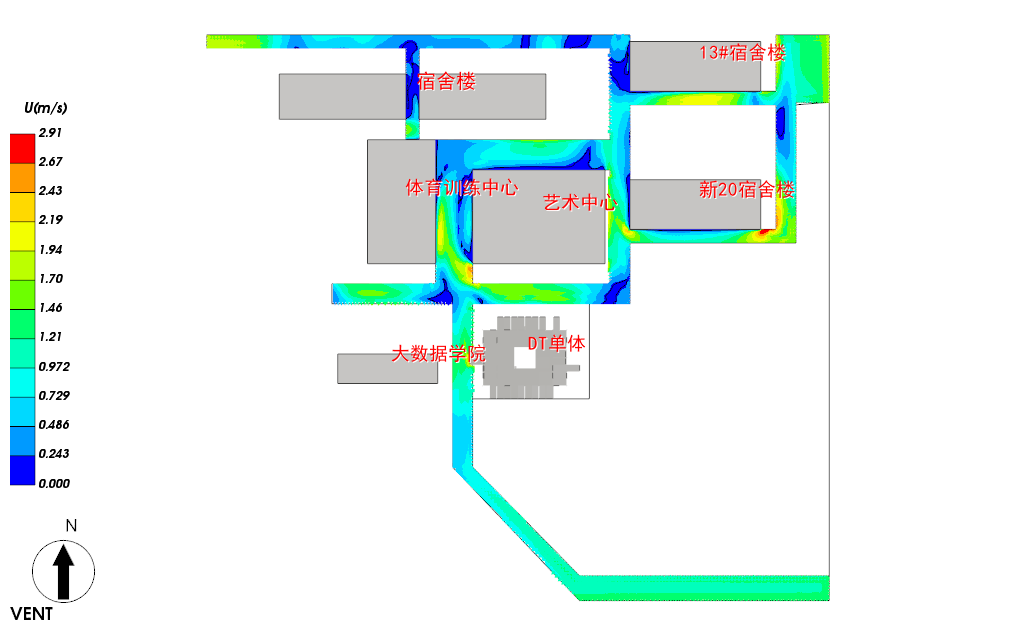 13#宿舍楼
宿舍楼
U(m/s)
2.91
2.67
2.43
2.19
1.94
1.70
1.46
1.21
0.972
0.729
0.486
0.243
0.000
体育训练中心
艺术中心
新20宿舍楼
大数据学院
DT单体
N
VENT